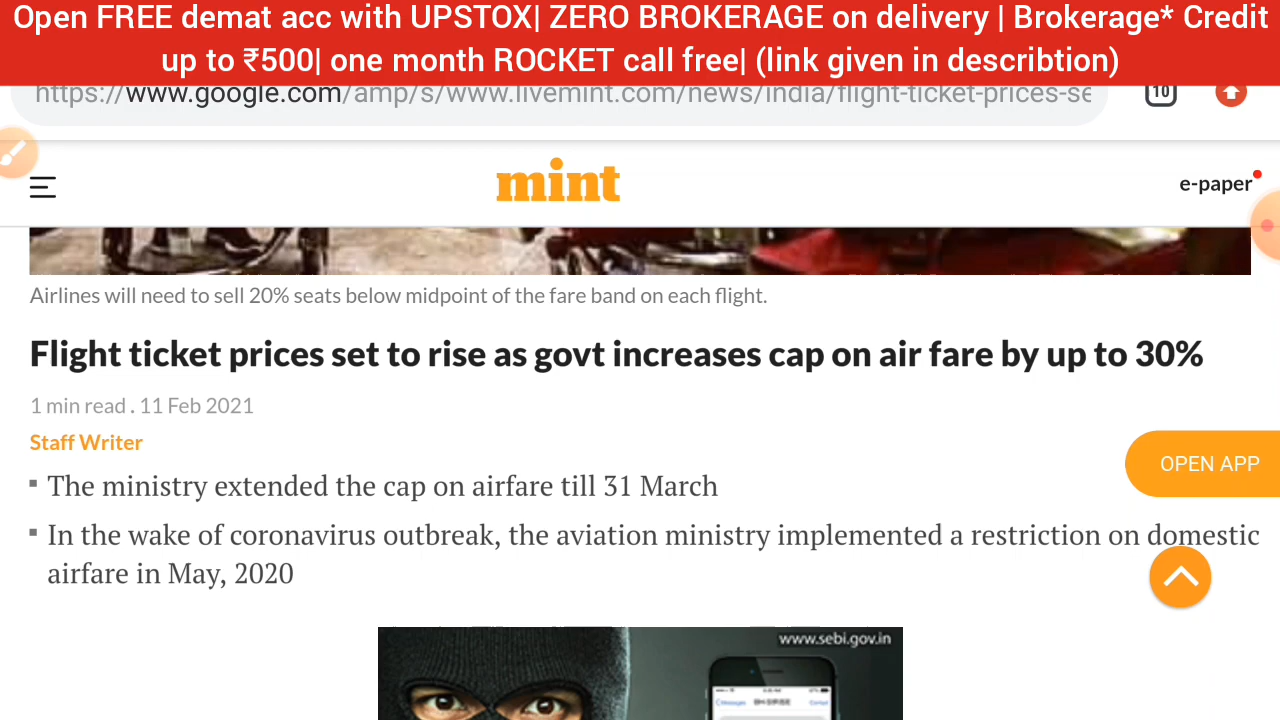 Open FREE demat acc with UPSTOX| ZERO BROKERAGE on delivery | Brokerage* Credit
up to ₹500| one month ROCKET call free| (link given in describtion)
https://www.google.com/amp/s/www.livemint.com/news/india/flight-ticket-prices-se
10
mint
e-paper
Airlines will need to sell 20% seats below midpoint of the fare band on each flight.
Flight ticket prices set to rise as govt increases cap on air fare by up to 30%
1 min read . 11 Feb 2021
Staff Writer
OPEN APP
▪ The ministry extended the cap on airfare till 31 March
▪ In the wake of coronavirus outbreak, the aviation ministry implemented a restriction on domestic
airfare in May, 2020
www.sebi.gov.in